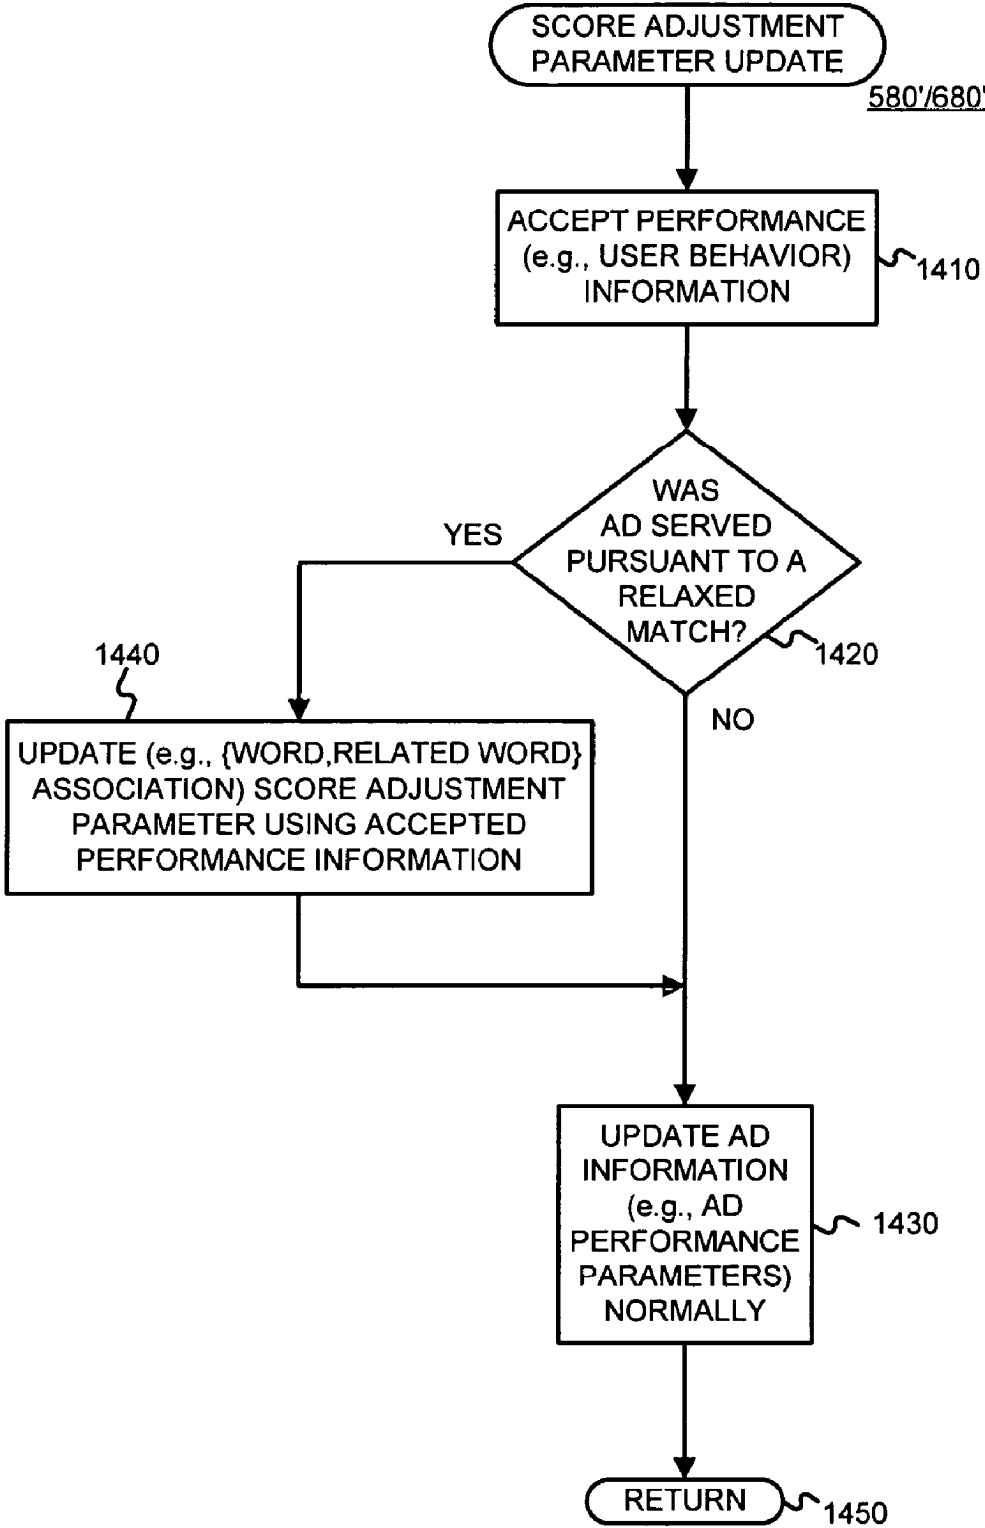 SCORE ADJUSTMENT
PARAMETER UPDATE
580'/680'
ACCEPT PERFORMANCE
(e.g., USER BEHAVIOR)
INFORMATION
1410
WAS
AD SERVED
PURSUANT TO A
RELAXED
MATCH?
1420
YES
NO
1440
UPDATE (e.g., {WORD,RELATED WORD}
ASSOCIATION) SCORE ADJUSTMENT
PARAMETER USING ACCEPTED
PERFORMANCE INFORMATION
UPDATE AD
INFORMATION
(e.g., AD
PERFORMANCE
PARAMETERS)
NORMALLY
1430
RETURN
1450